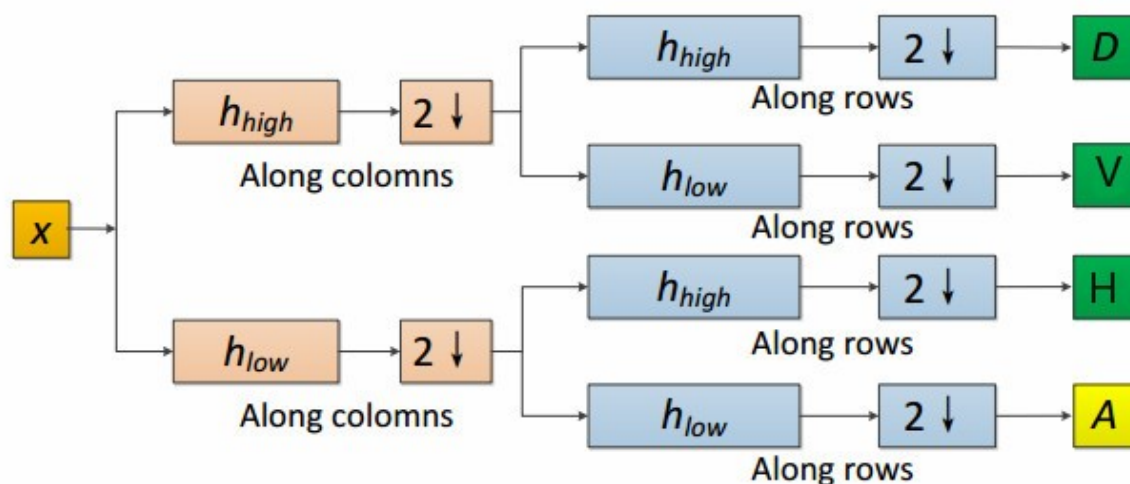 h_high 2 ↓ D
Along rows
h_high 2 ↓
Along colomns
h_low 2 ↓ V
Along rows
x
h_high 2 ↓ H
Along rows
h_low 2 ↓
Along colomns
h_low 2 ↓ A
Along rows